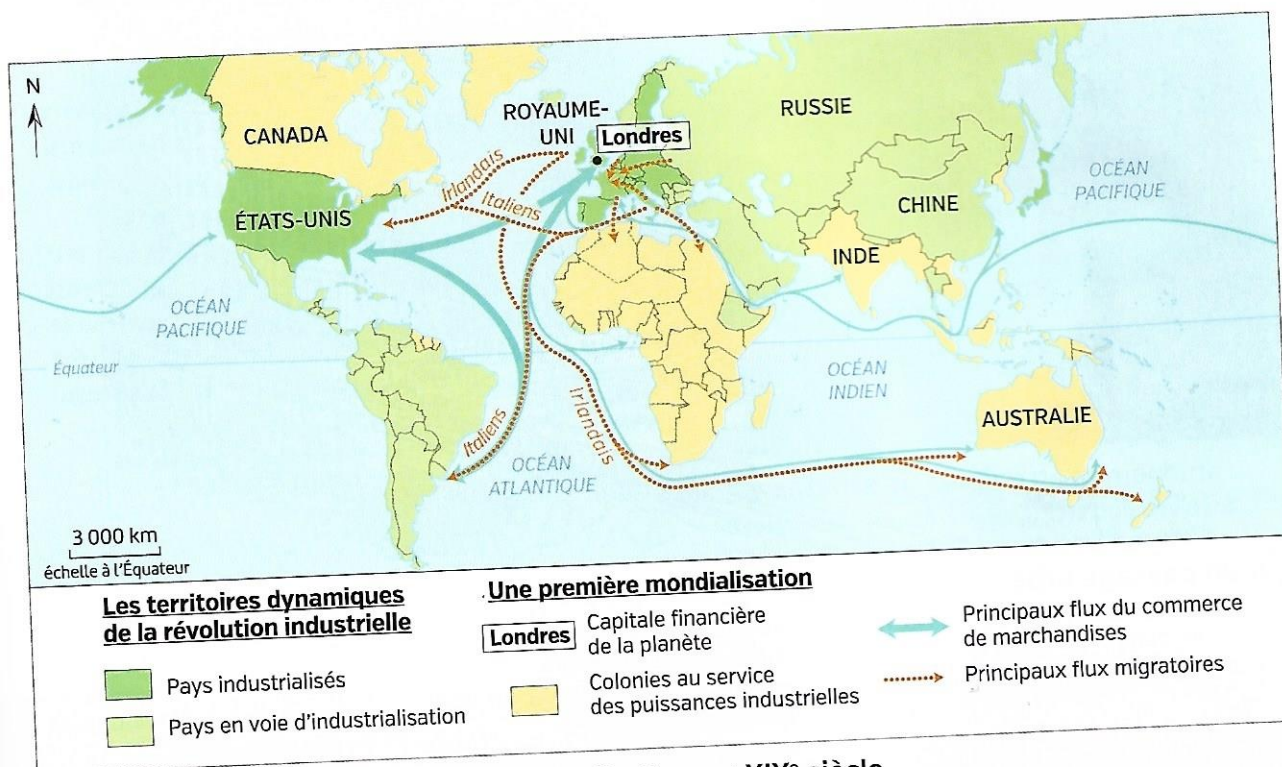 N
CANADA
ROYAUME-
UNI
Londres
RUSSIE
Irlandais
Italiens
ÉTATS-UNIS
CHINE
OCÉAN
PACIFIQUE
INDE
OCÉAN
PACIFIQUE
Équateur
OCÉAN
INDIEN
Irlandais
Italiens
AUSTRALIE
OCÉAN
ATLANTIQUE
3 000 km
échelle à l'Équateur
Les territoires dynamiques
de la révolution industrielle
Pays industrialisés
Pays en voie d'industrialisation
Une première mondialisation
Londres
Capitale financière
de la planète
Colonies au service
des puissances industrielles
Principaux flux du commerce
de marchandises
Principaux flux migratoires
XIXe siècle